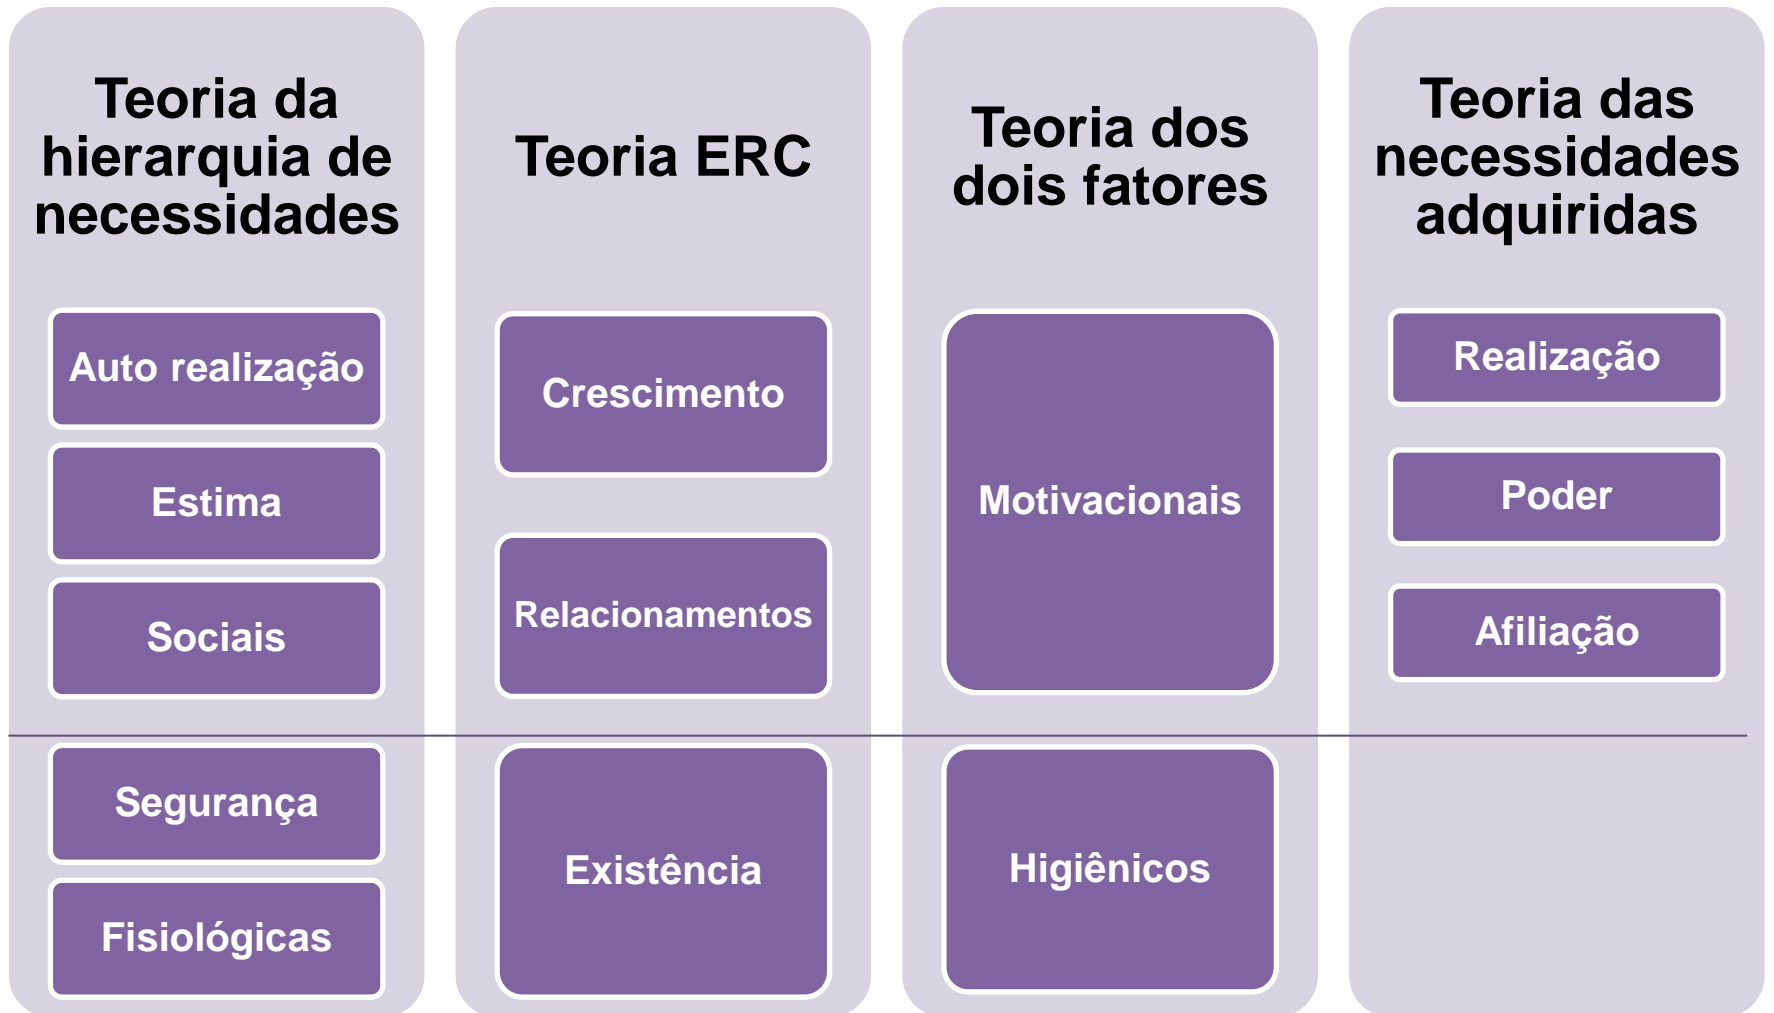 Teoria da
hierarquia de
necessidades
Auto realização
Estima
Sociais
Segurança
Fisiológicas
Teoria ERC
Crescimento
Relacionamentos
Existência
Teoria dos
dois fatores
Motivacionais
Higiênicos
Teoria das
necessidades
adquiridas
Realização
Poder
Afiliação